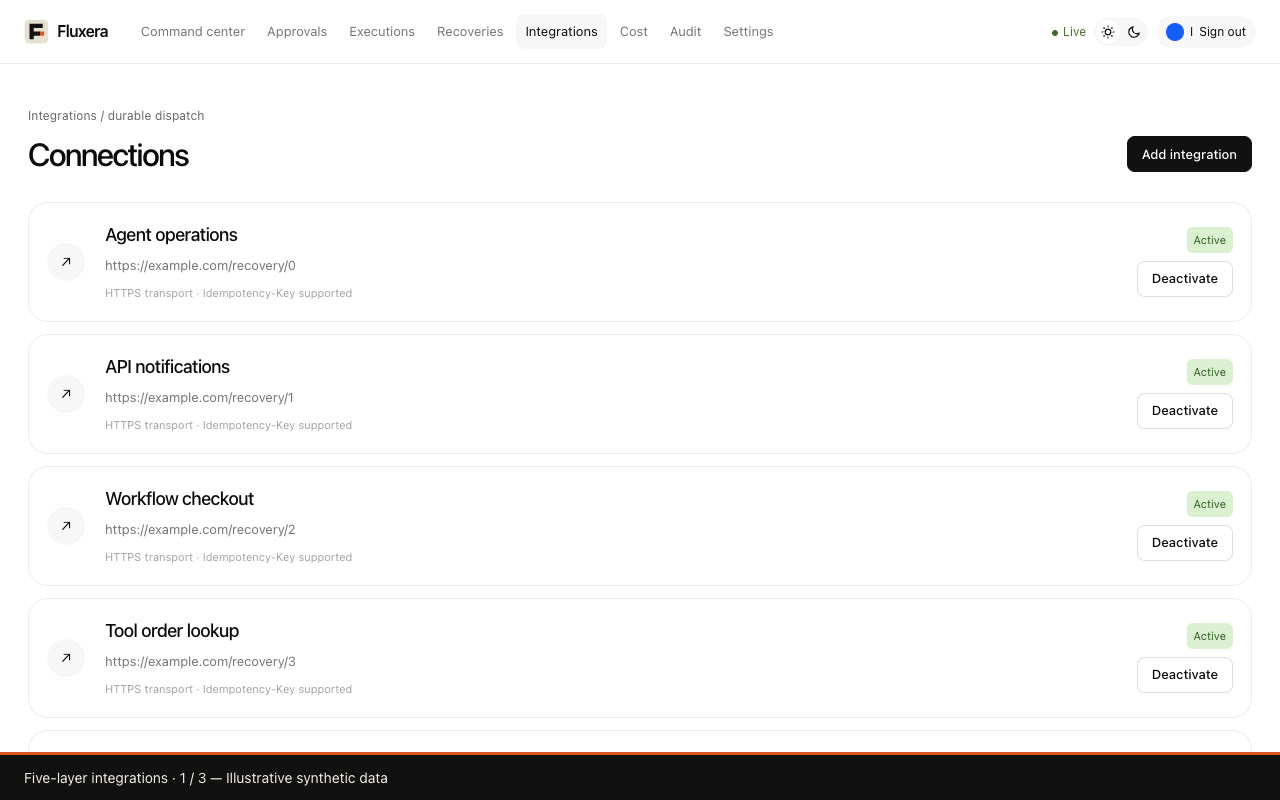 Fluxera
Command center
Approvals
Executions
Recoveries
Integrations
Cost
Audit
Settings
Live
I Sign out
Integrations / durable dispatch
Connections
Add integration
Agent operations
https://example.com/recovery/0
HTTPS transport · Idempotency-Key supported
Active
Deactivate
API notifications
https://example.com/recovery/1
HTTPS transport · Idempotency-Key supported
Active
Deactivate
Workflow checkout
https://example.com/recovery/2
HTTPS transport · Idempotency-Key supported
Active
Deactivate
Tool order lookup
https://example.com/recovery/3
HTTPS transport · Idempotency-Key supported
Active
Deactivate
Five-layer integrations · 1 / 3 — Illustrative synthetic data